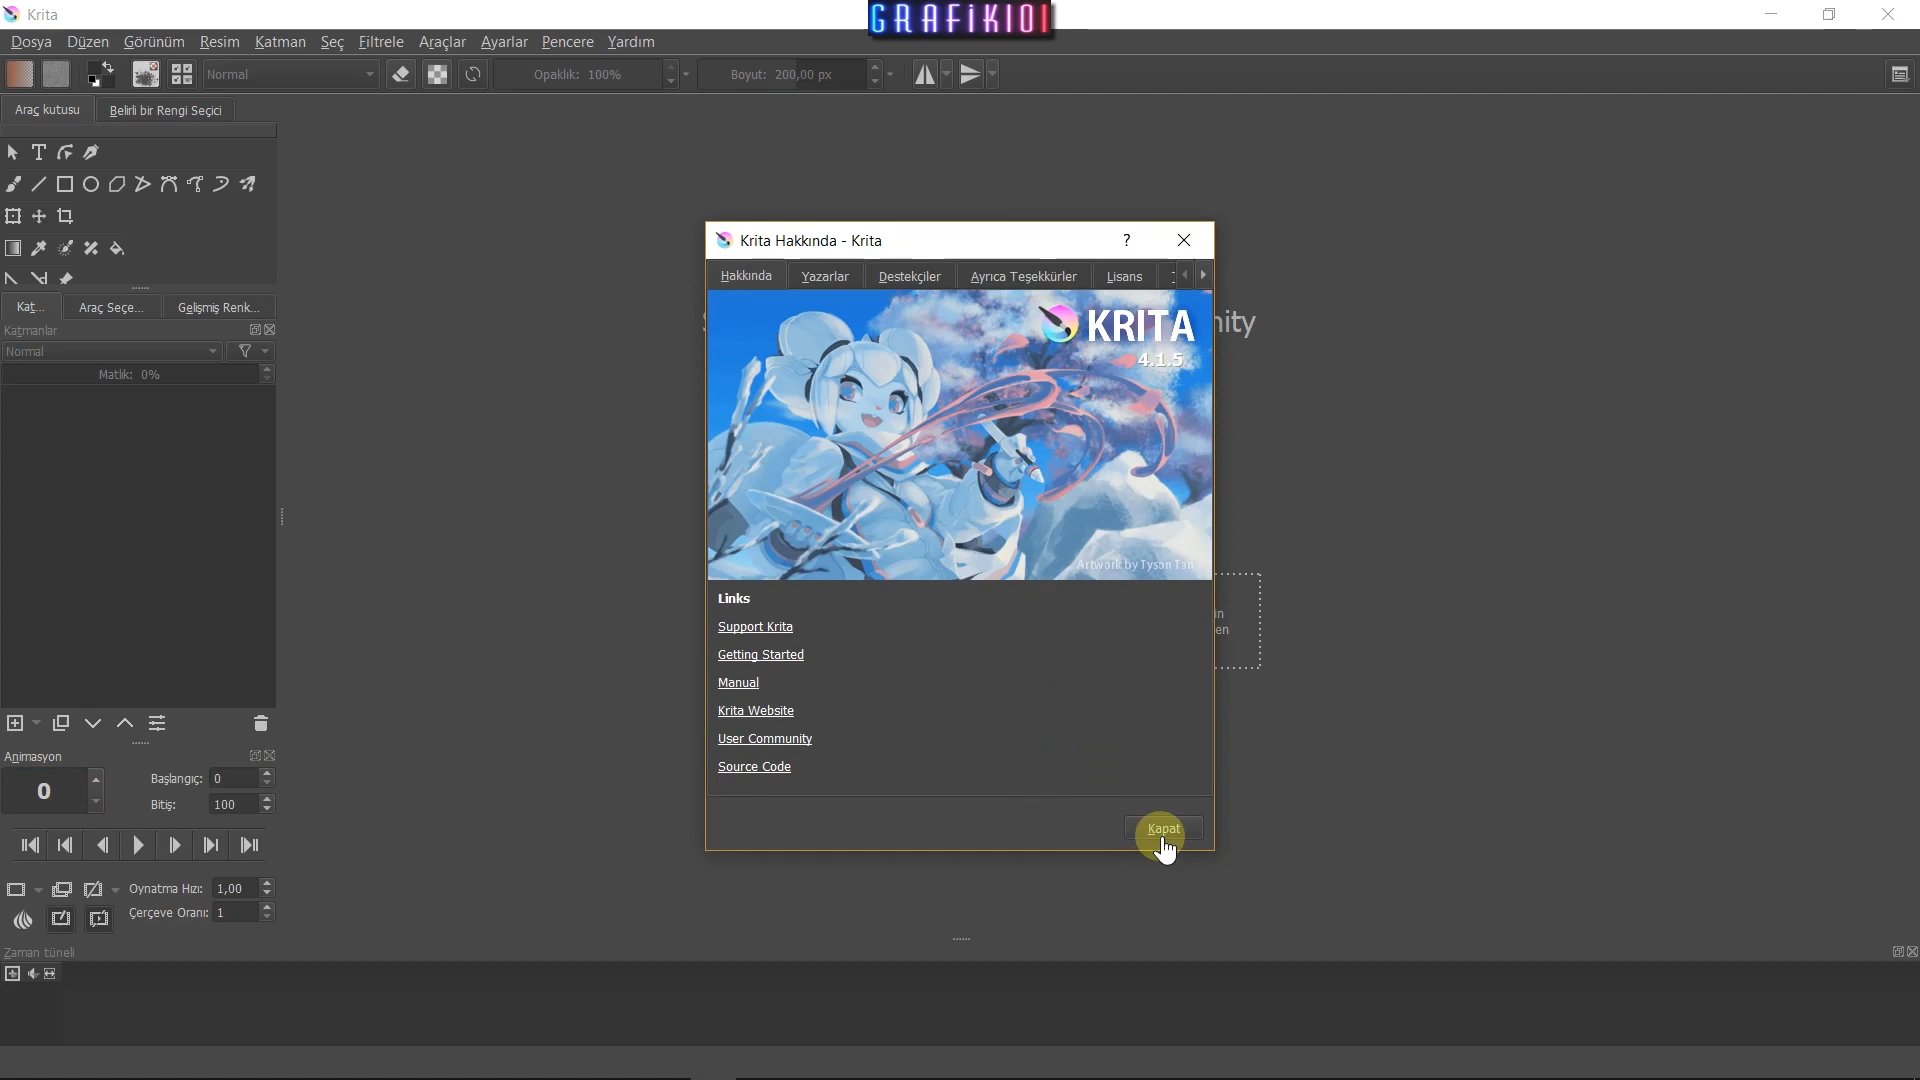 Krita
GRAFiK101
Dosya Düzen Görünüm Resim Katman Seç Filtrele Araçlar Ayarlar Pencere Yardım
Normal
Opaklık: 100%
Boyut: 200,00 px
Araç kutusu
Belirli bir Rengi Seçici
Kat...
Araç Seçe...
Gelişmiş Renk...
Katmanlar
Normal
Matlık: 0%
Animasyon
0
Başlangıç: 0
Bitiş: 100
Oynatma Hızı: 1,00
Çerçeve Oranı: 1
Zaman tüneli
Krita Hakkında - Krita
?
Hakkında Yazarlar Destekçiler Ayrıca Teşekkürler Lisans
KRITA
4.1.5
Artwork by Tyson Tan
Links
Support Krita
Getting Started
Manual
Krita Website
User Community
Source Code
Kapat